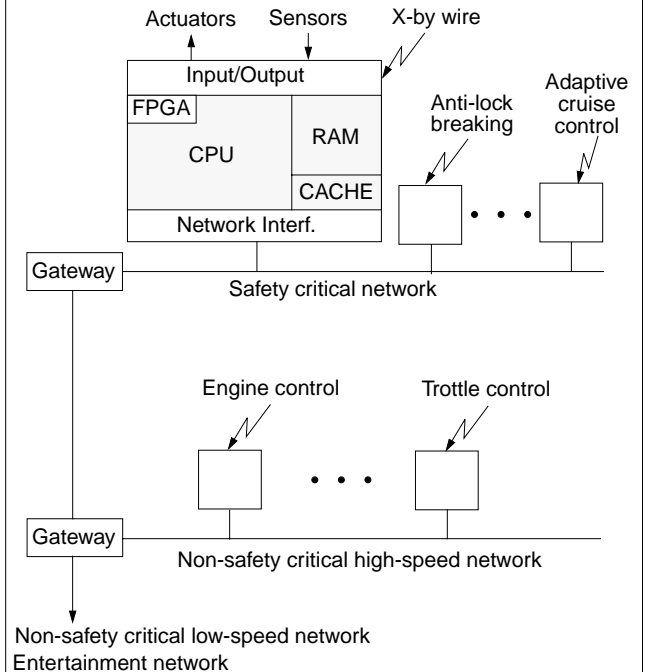 Actuators
Sensors
X-by wire
Input/Output
FPGA
CPU
RAM
CACHE
Network Interf.
Anti-lock
breaking
Adaptive
cruise
control
Gateway
Safety critical network
Engine control
Trottle control
Gateway
Non-safety critical high-speed network
Non-safety critical low-speed network
Entertainment network